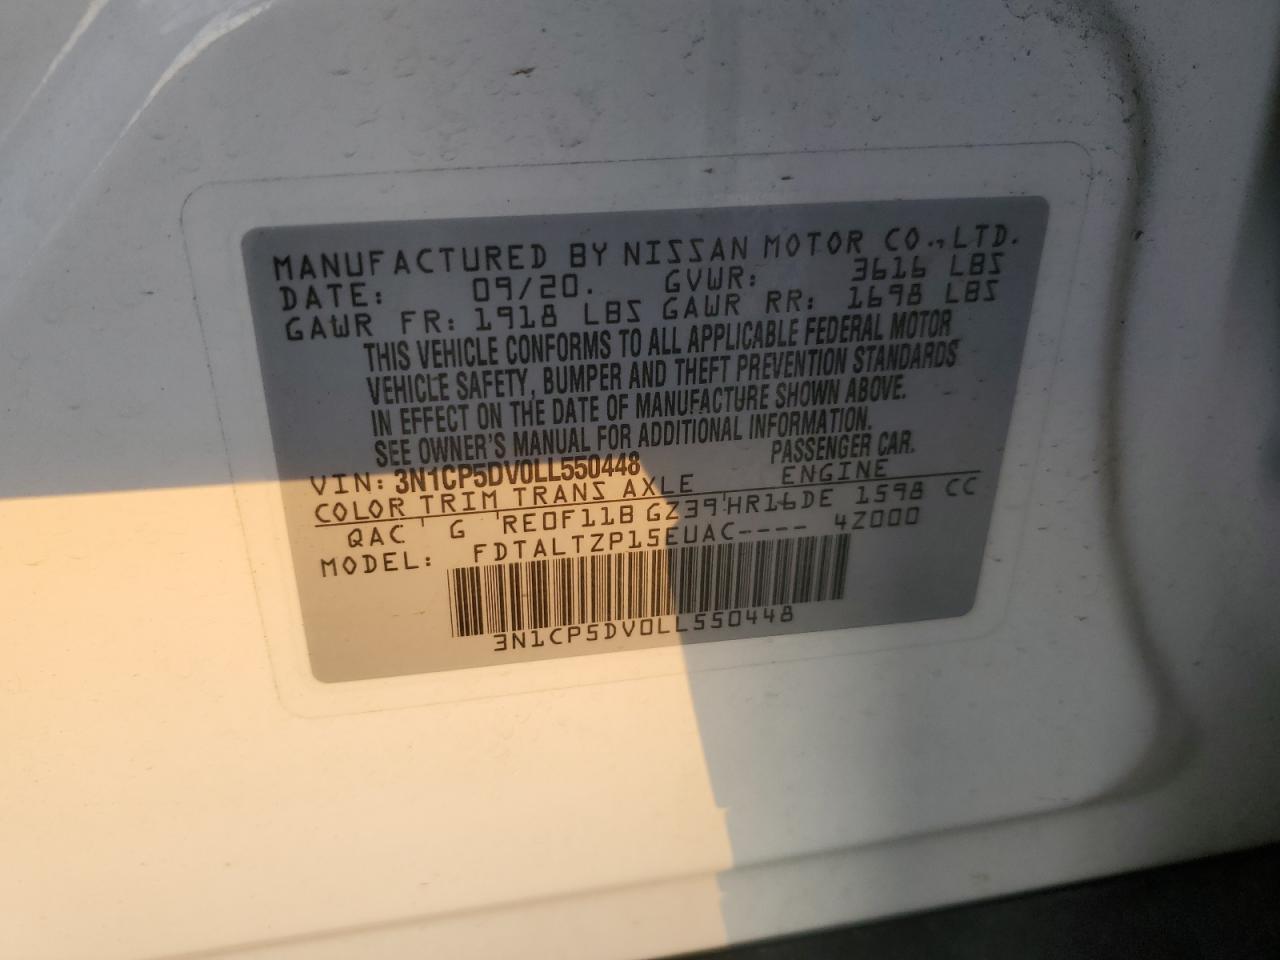 MANUFACTURED BY NISSAN MOTOR CO., LTD.
DATE: 09/20. GVWR: 3616 LBS
GAWR FR: 1918 LBS GAWR RR: 1698 LBS
THIS VEHICLE CONFORMS TO ALL APPLICABLE FEDERAL MOTOR
VEHICLE SAFETY, BUMPER AND THEFT PREVENTION STANDARDS
IN EFFECT ON THE DATE OF MANUFACTURE SHOWN ABOVE.
SEE OWNER'S MANUAL FOR ADDITIONAL INFORMATION.
VIN: 3N1CP5DV0LL550448 PASSENGER CAR.
COLOR TRIM TRANS AXLE ENGINE
QAC ' G ' RE0F11B GZ39 ' HR16DE 1598 CC
MODEL: FDTALTZP15EUAC---- 4Z000
3N1CP5DV0LL550448